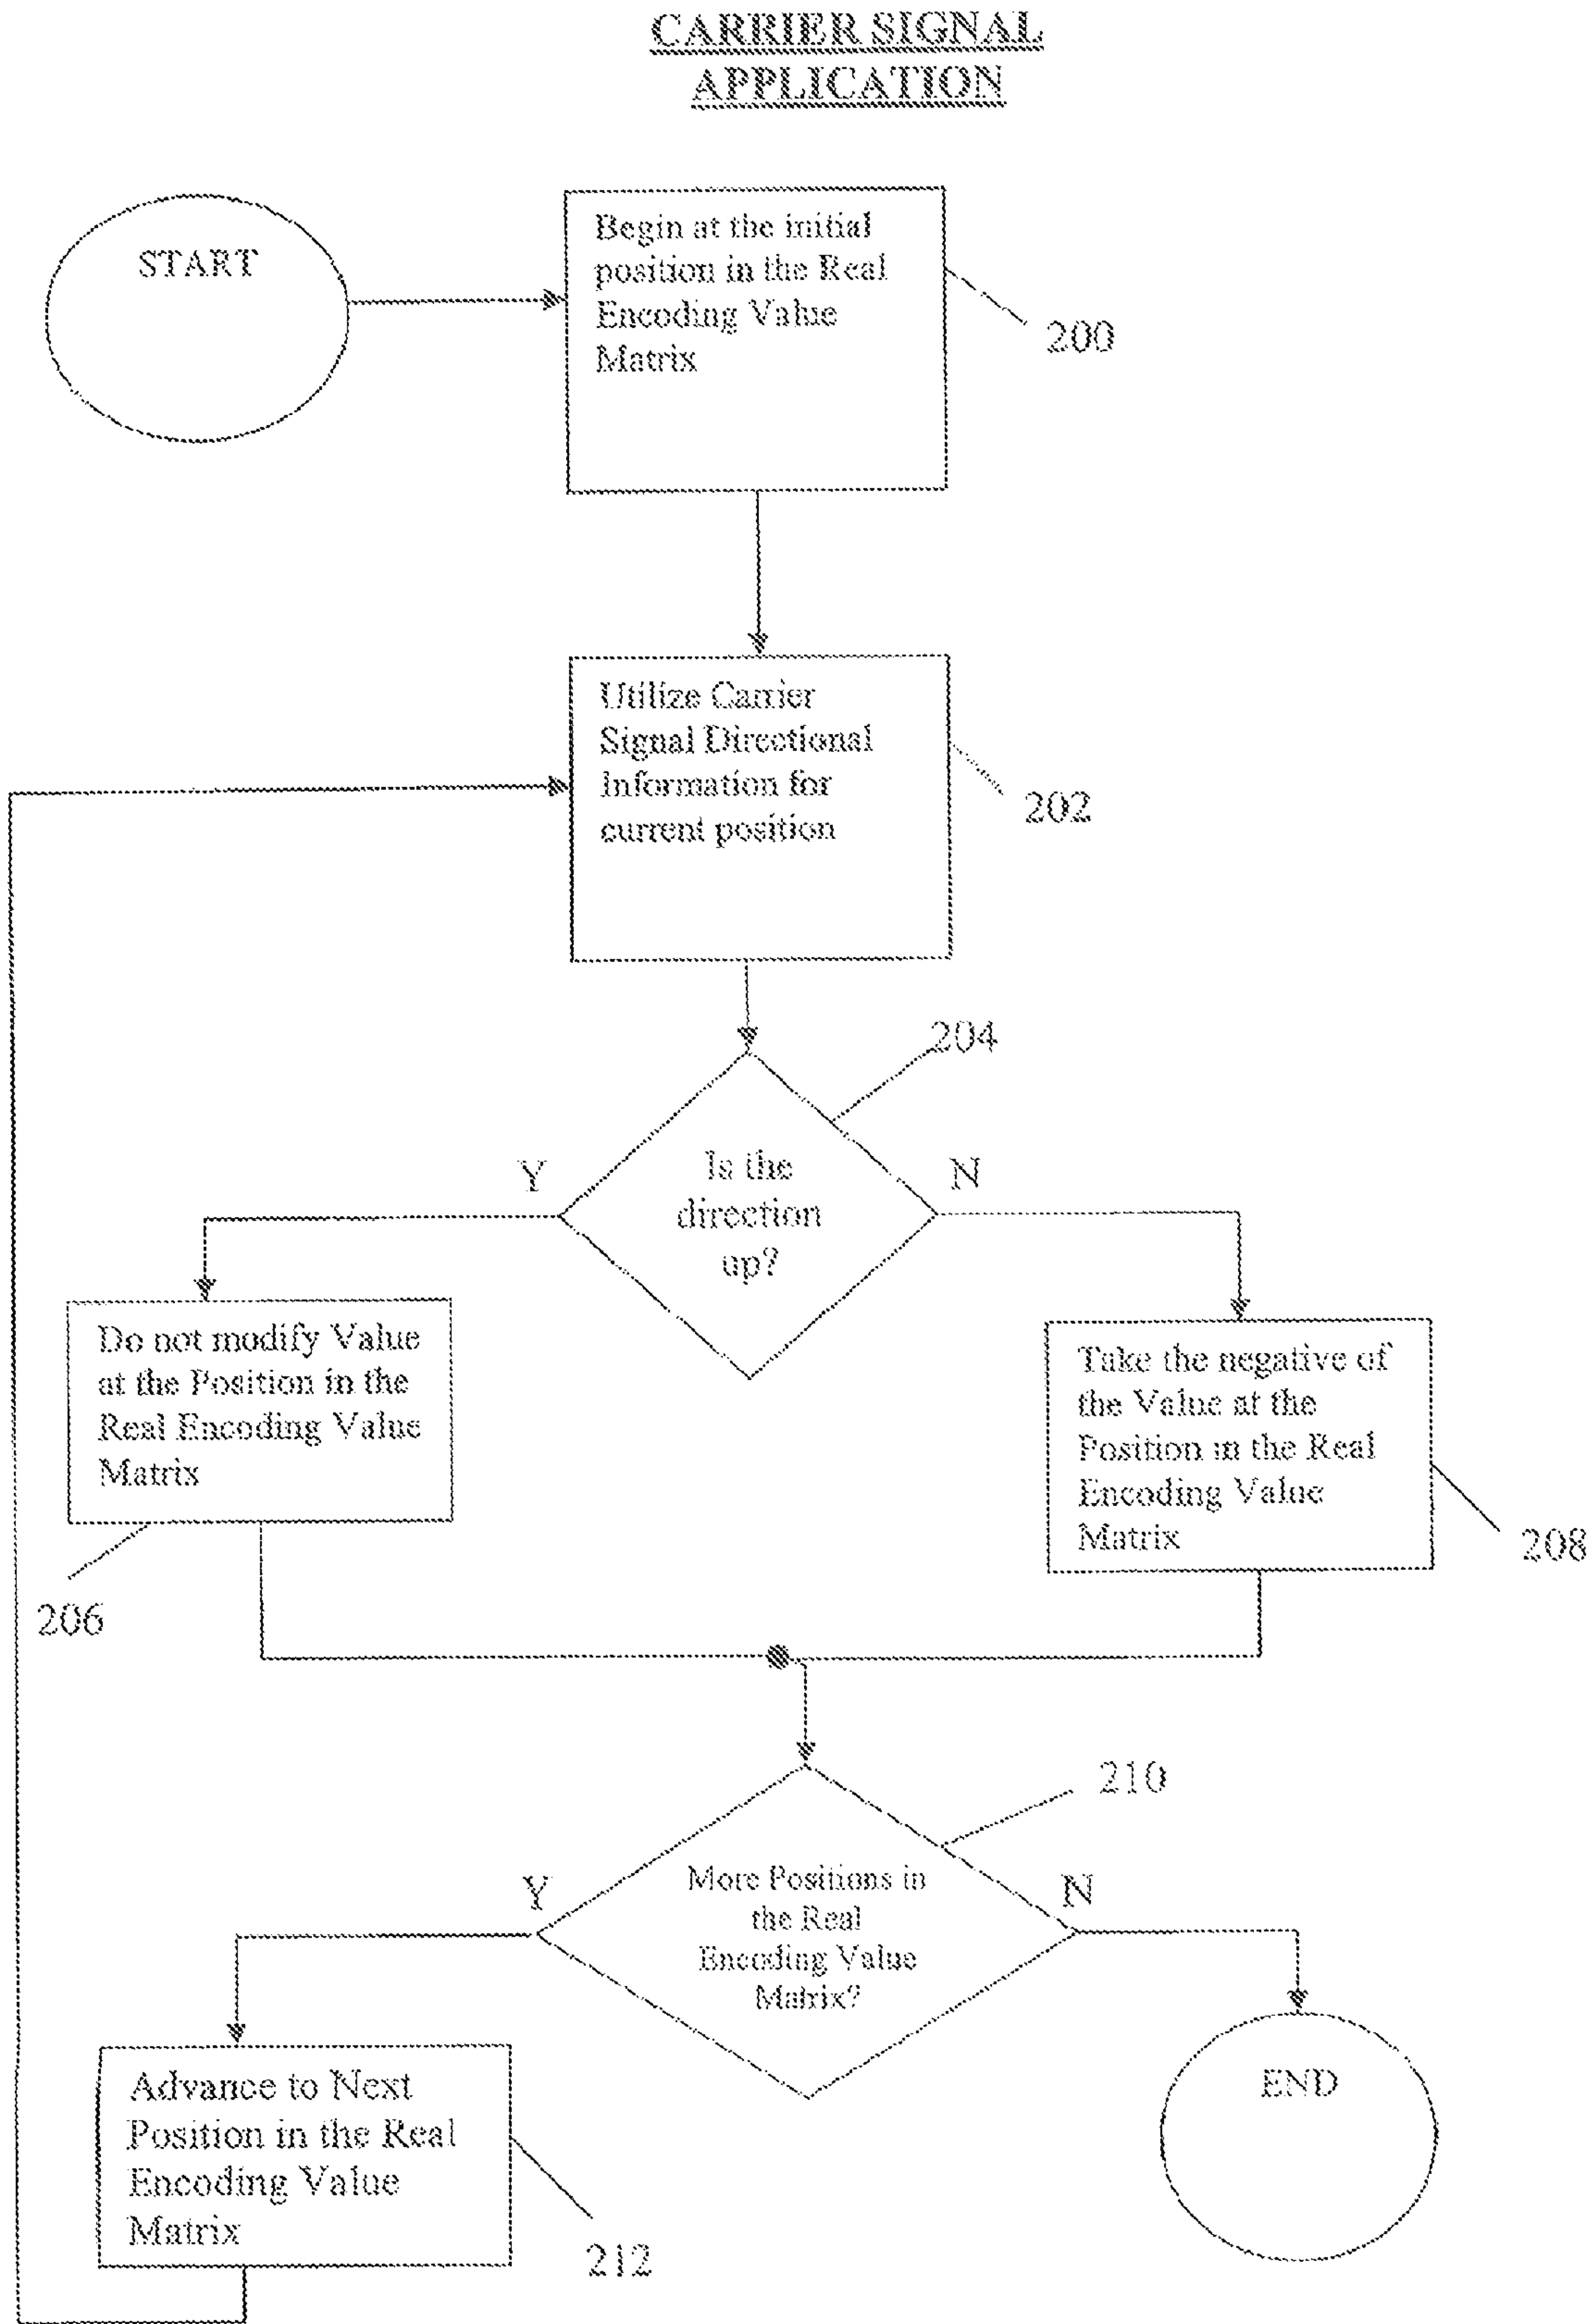 CARRIER SIGNAL
APPLICATION
START
Begin at the initial
position in the Real
Encoding Value
Matrix
200
Utilize Carrier
Signal Directional
Information for
current position
202
204
Y
Is the
direction
up?
N
Do not modify Value
at the Position in the
Real Encoding Value
Matrix
206
Take the negative of
the Value at the
Position in the Real
Encoding Value
Matrix
208
210
Y
More Positions in
the Real
Encoding Value
Matrix?
N
Advance to Next
Position in the Real
Encoding Value
Matrix
212
END